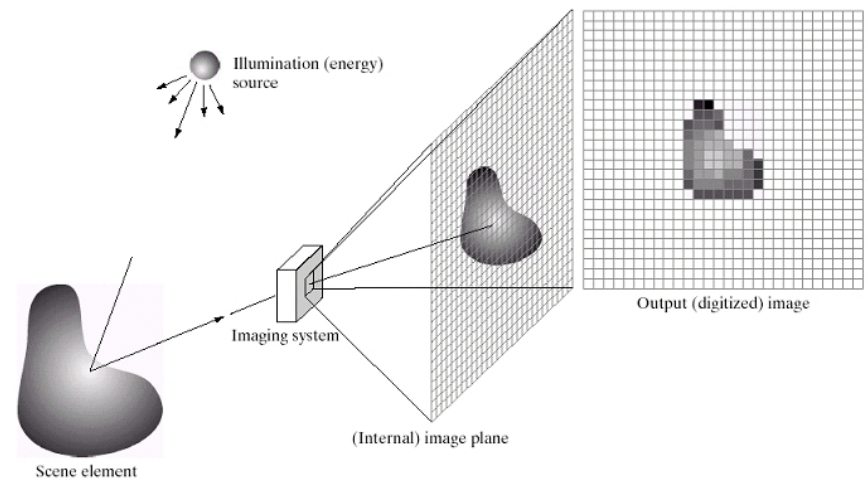 Illumination (energy)
source
Imaging system
Output (digitized) image
(Internal) image plane
Scene element